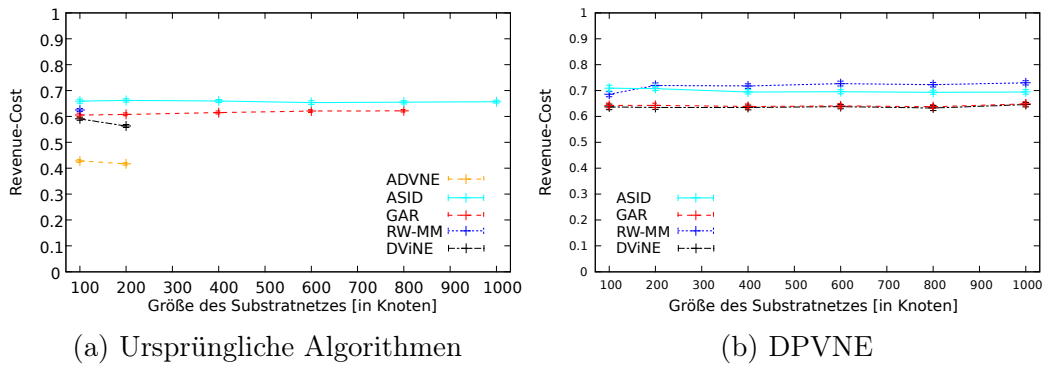 1
0.9
0.8
0.7
0.6
0.5
0.4
0.3
0.2
0.1
0
Revenue-Cost
ADVNE
ASID
GAR
RW-MM
DViNE
100 200 300 400 500 600 700 800 900 1000
Größe des Substratnetzes [in Knoten]
(a) Ursprüngliche Algorithmen
1
0.9
0.8
0.7
0.6
0.5
0.4
0.3
0.2
0.1
0
Revenue-Cost
ASID
GAR
RW-MM
DViNE
100 200 300 400 500 600 700 800 900 1000
Größe des Substratnetzes [in Knoten]
(b) DPVNE